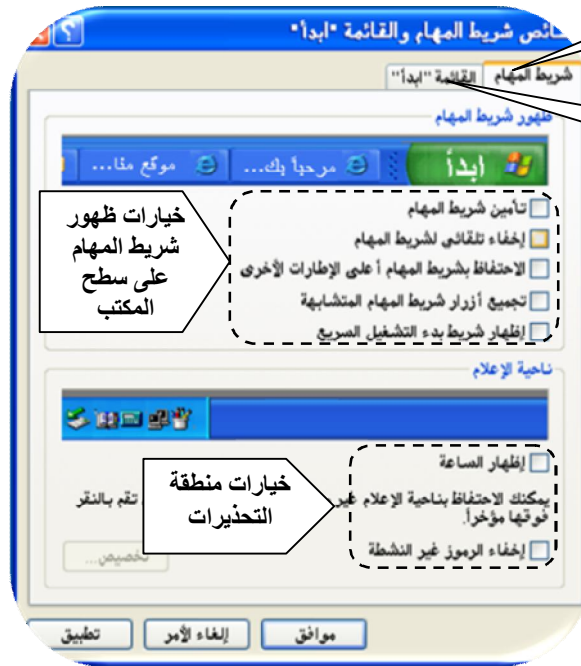 ـائص شريط المهام والقائمة "ابدأ"
شريط المهام
القائمة "ابدأ"
ظهور شريط المهام
ابدأ
مرحباً بك...
موقع منا...
تأمين شريط المهام
إخفاء تلقائي لشريط المهام
الاحتفاظ بشريط المهام أعلى الإطارات الأخرى
تجميع أزرار شريط المهام المتشابهة
إظهار شريط بدء التشغيل السريع
خيارات ظهور
شريط المهام
على سطح
المكتب
ناحية الإعلام
إظهار الساعة
يمكنك الاحتفاظ بناحية الإعلام غير تقم بالنقر
فوقها مؤخراً.
إخفاء الرموز غير النشطة
خيارات منطقة
التحذيرات
تخصيص...
موافق
إلغاء الأمر
تطبيق